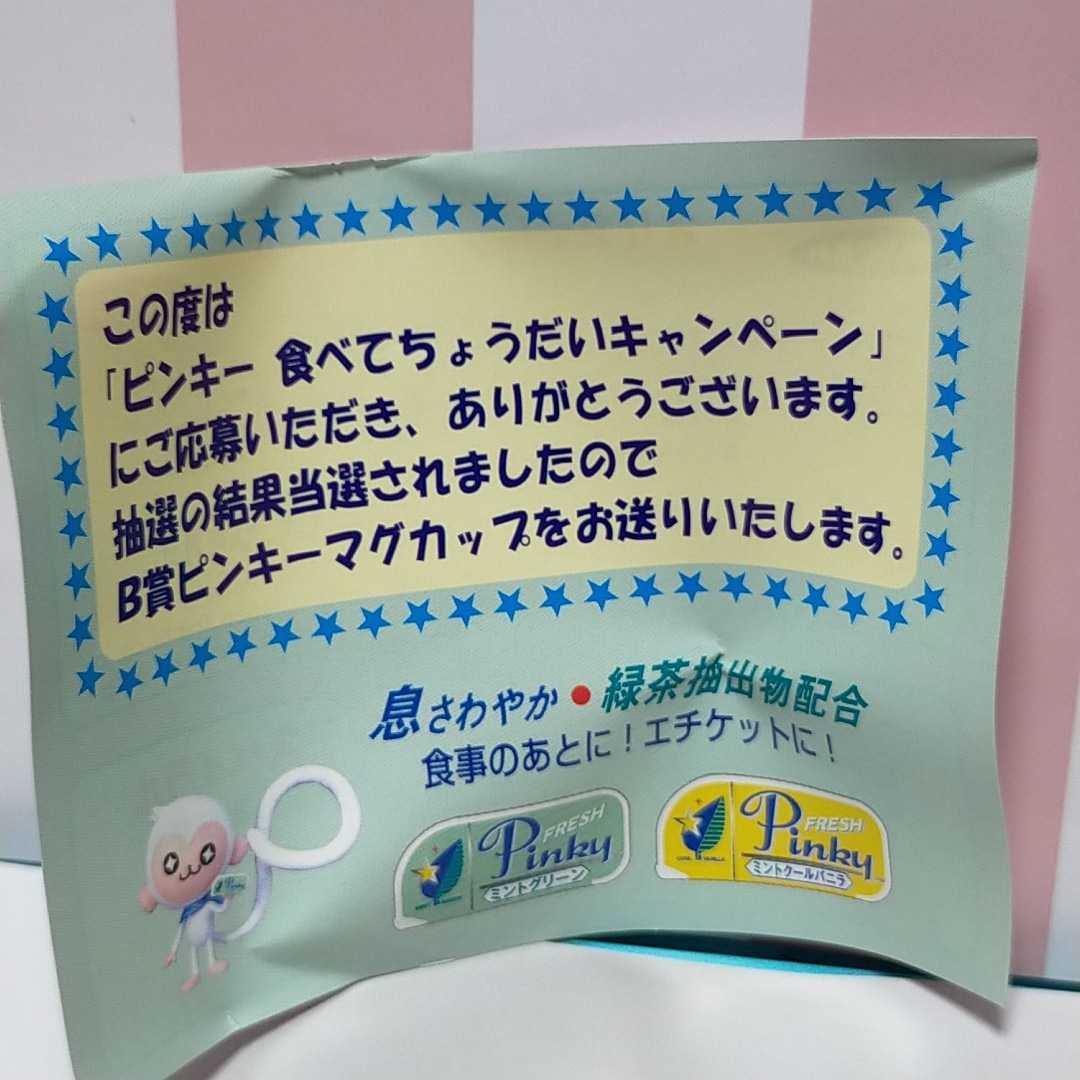 この度は
「ピンキー 食べてちょうだいキャンペーン」
にご応募いただき、ありがとうございます。
抽選の結果当選されましたので
B賞ピンキーマグカップをお送りいたします。
息さわやか●緑茶抽出物配合
食事のあとに！エチケットに！
FRESH
Pinky
ミントグリーン
FRESH
Pinky
ミントクールバニラ
Pinky